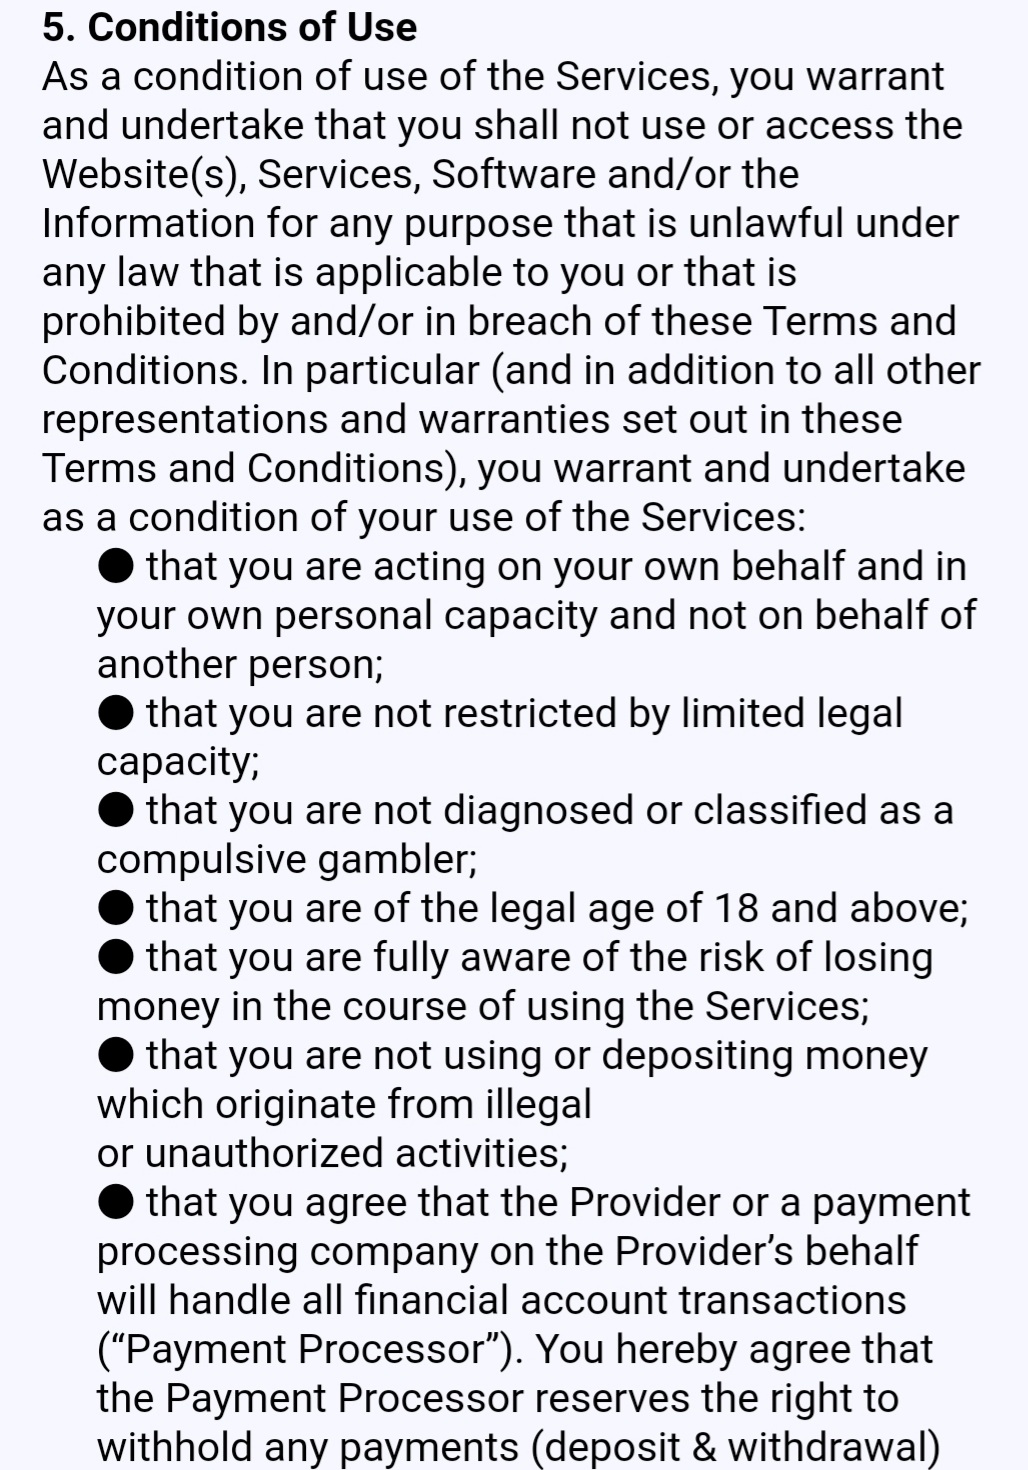 5. Conditions of Use
As a condition of use of the Services, you warrant
and undertake that you shall not use or access the
Website(s), Services, Software and/or the
Information for any purpose that is unlawful under
any law that is applicable to you or that is
prohibited by and/or in breach of these Terms and
Conditions. In particular (and in addition to all other
representations and warranties set out in these
Terms and Conditions), you warrant and undertake
as a condition of your use of the Services:
● that you are acting on your own behalf and in
your own personal capacity and not on behalf of
another person;
● that you are not restricted by limited legal
capacity;
● that you are not diagnosed or classified as a
compulsive gambler;
● that you are of the legal age of 18 and above;
● that you are fully aware of the risk of losing
money in the course of using the Services;
● that you are not using or depositing money
which originate from illegal
or unauthorized activities;
● that you agree that the Provider or a payment
processing company on the Provider’s behalf
will handle all financial account transactions
(“Payment Processor”). You hereby agree that
the Payment Processor reserves the right to
withhold any payments (deposit & withdrawal)